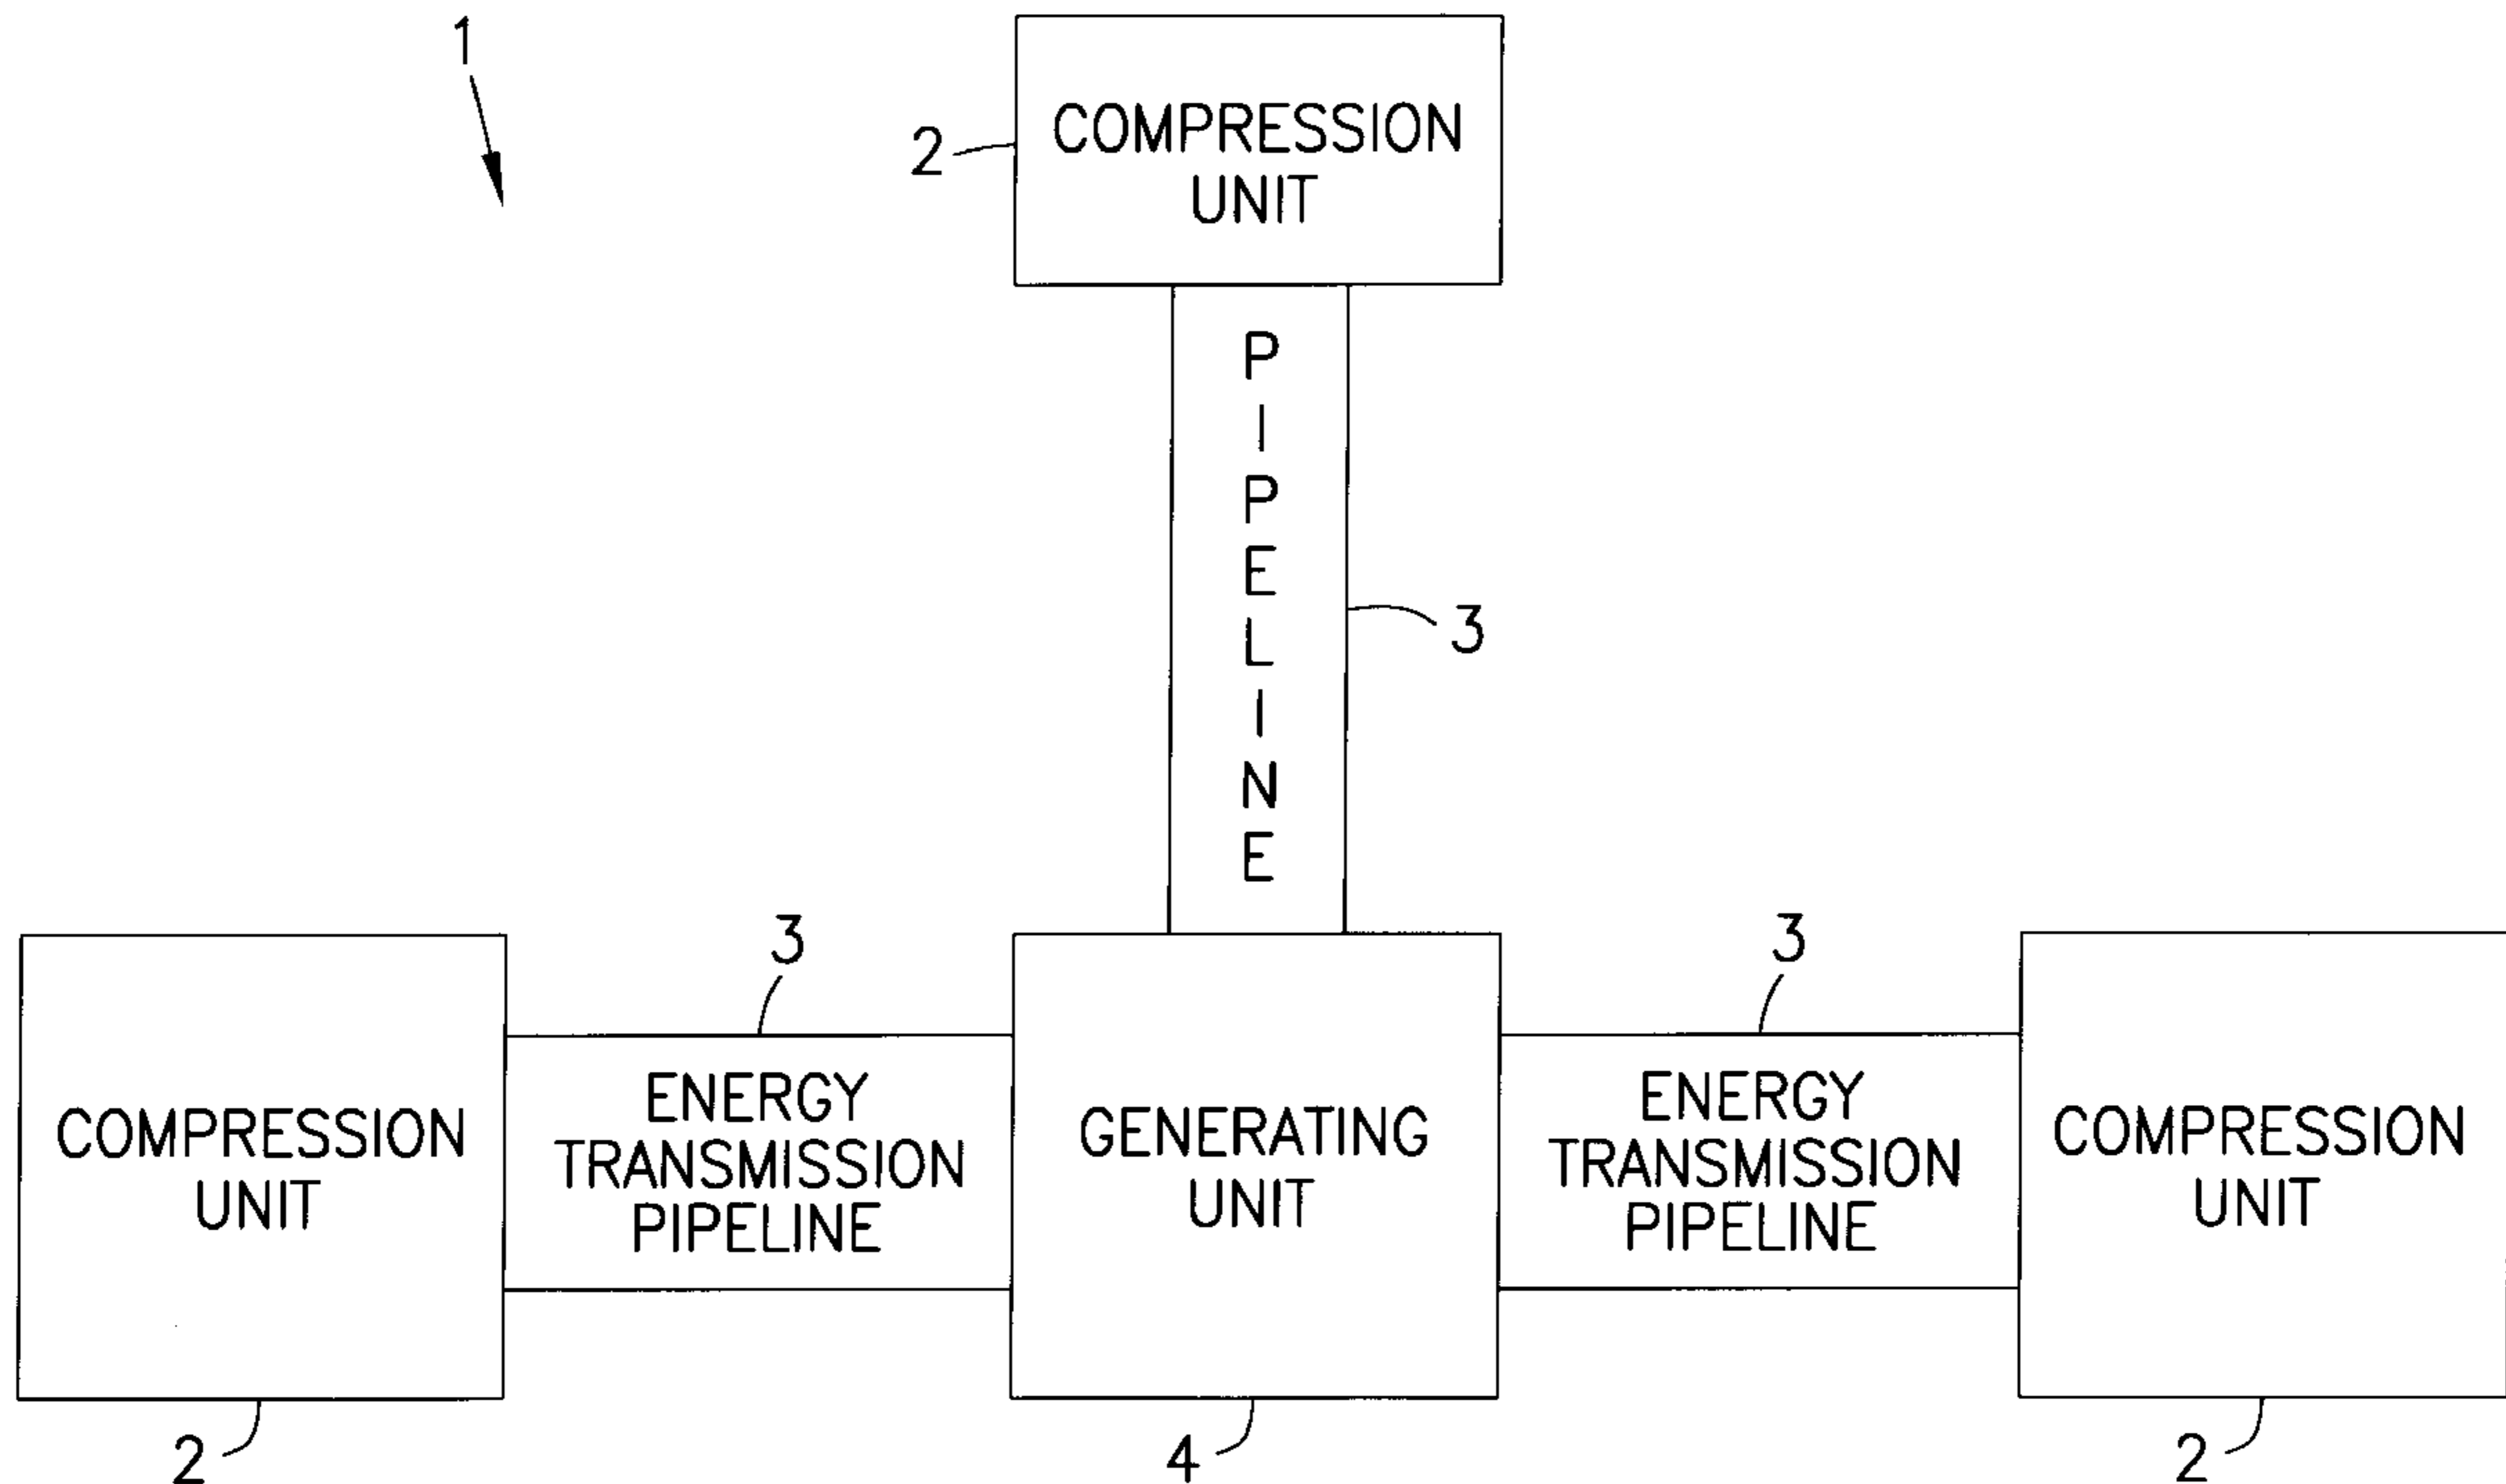 1
2
COMPRESSION
UNIT
P
I
P
E
L
I
N
E
3
3
3
COMPRESSION
UNIT
ENERGY
TRANSMISSION
PIPELINE
GENERATING
UNIT
ENERGY
TRANSMISSION
PIPELINE
COMPRESSION
UNIT
2
4
2